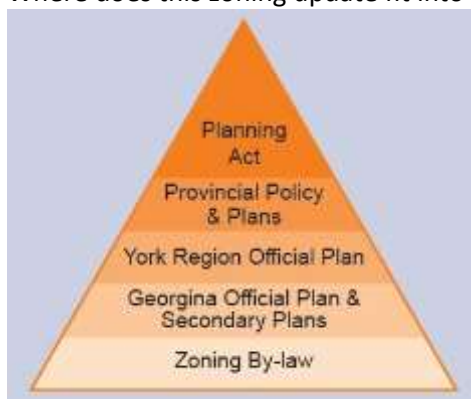 Where does this zoning update fit into
Planning
Act
Provincial Policy
& Plans
York Region Official Plan
Georgina Official Plan &
Secondary Plans
Zoning By-law